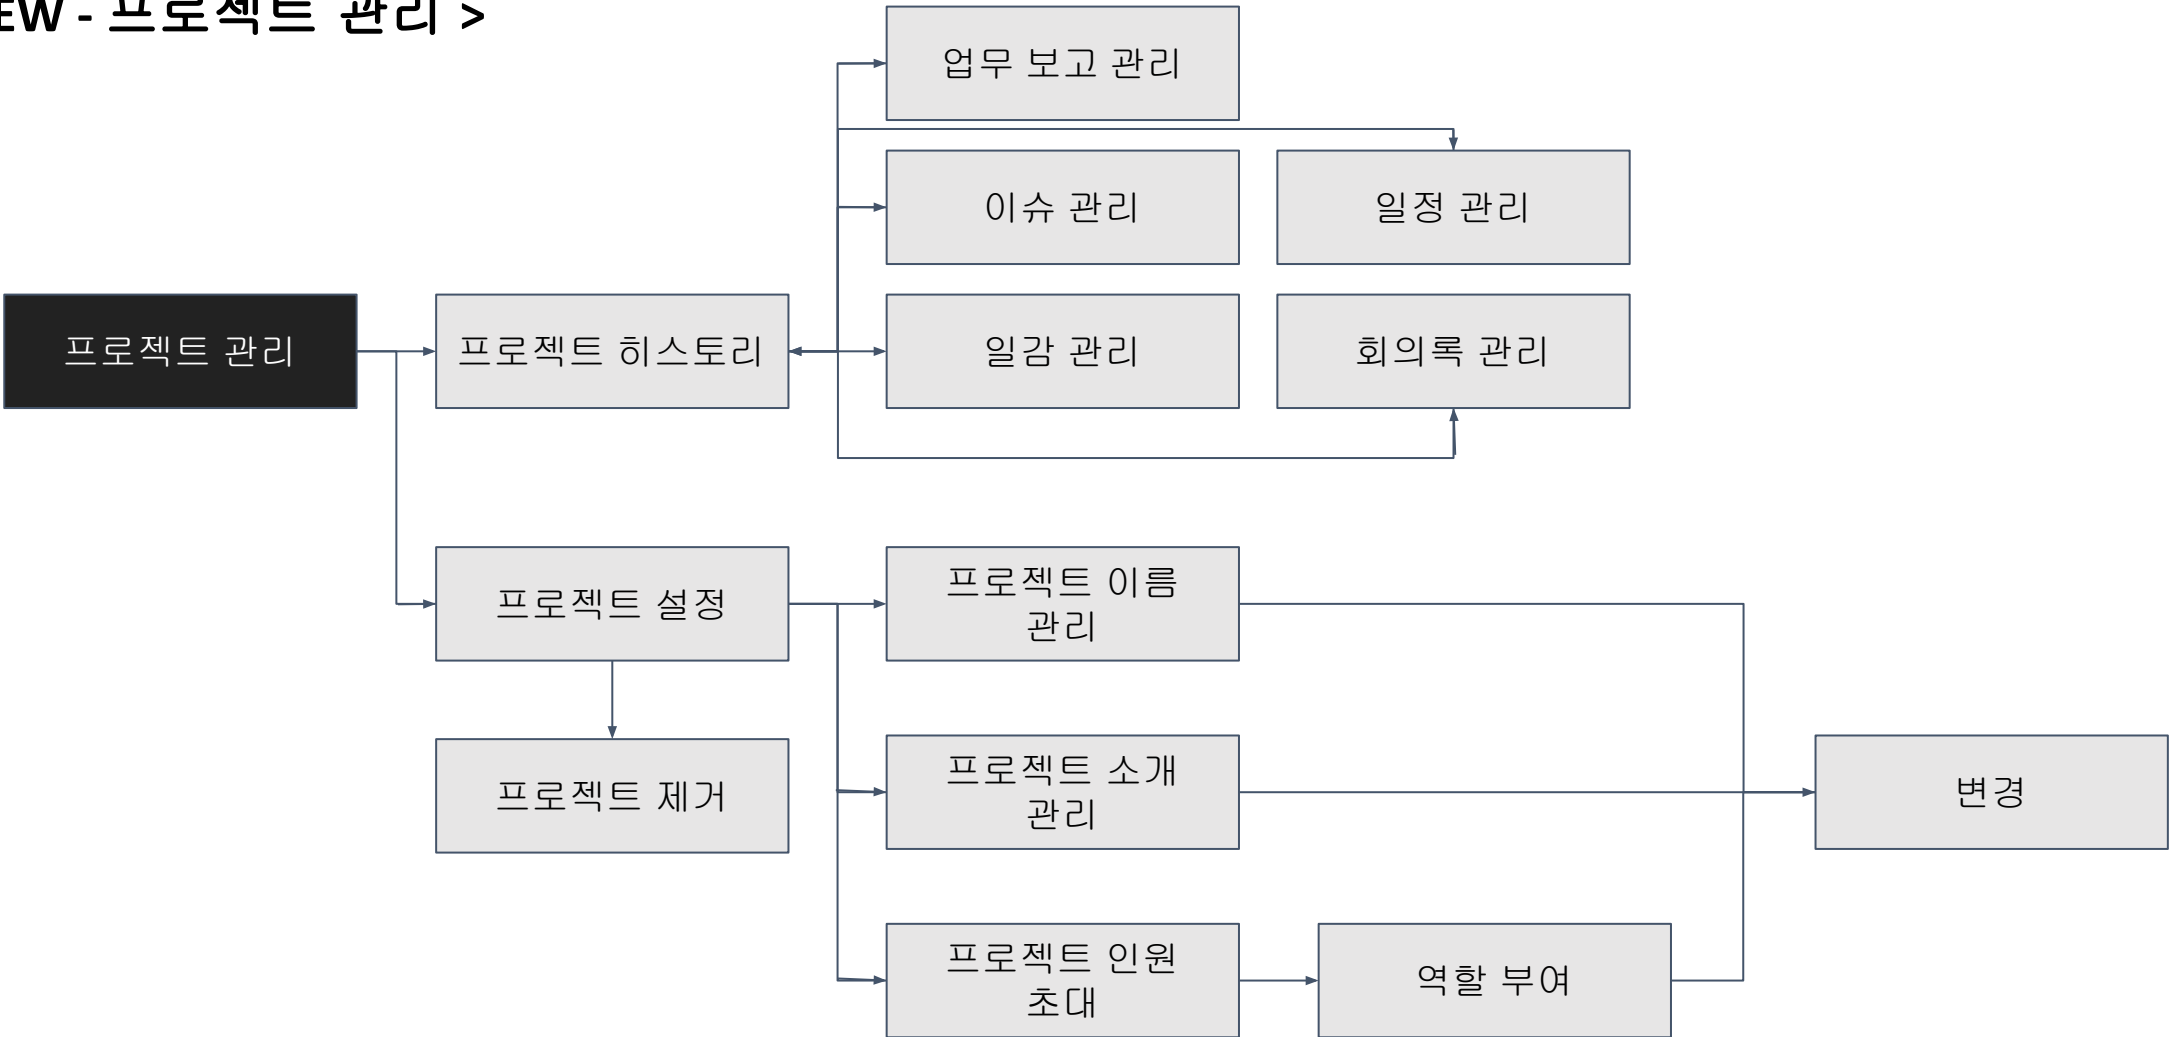 EW - 프로젝트 관리 >
업무 보고 관리
이슈 관리
일정 관리
프로젝트 관리
프로젝트 히스토리
일감 관리
회의록 관리
프로젝트 설정
프로젝트 이름
관리
프로젝트 제거
프로젝트 소개
관리
변경
프로젝트 인원
초대
역할 부여